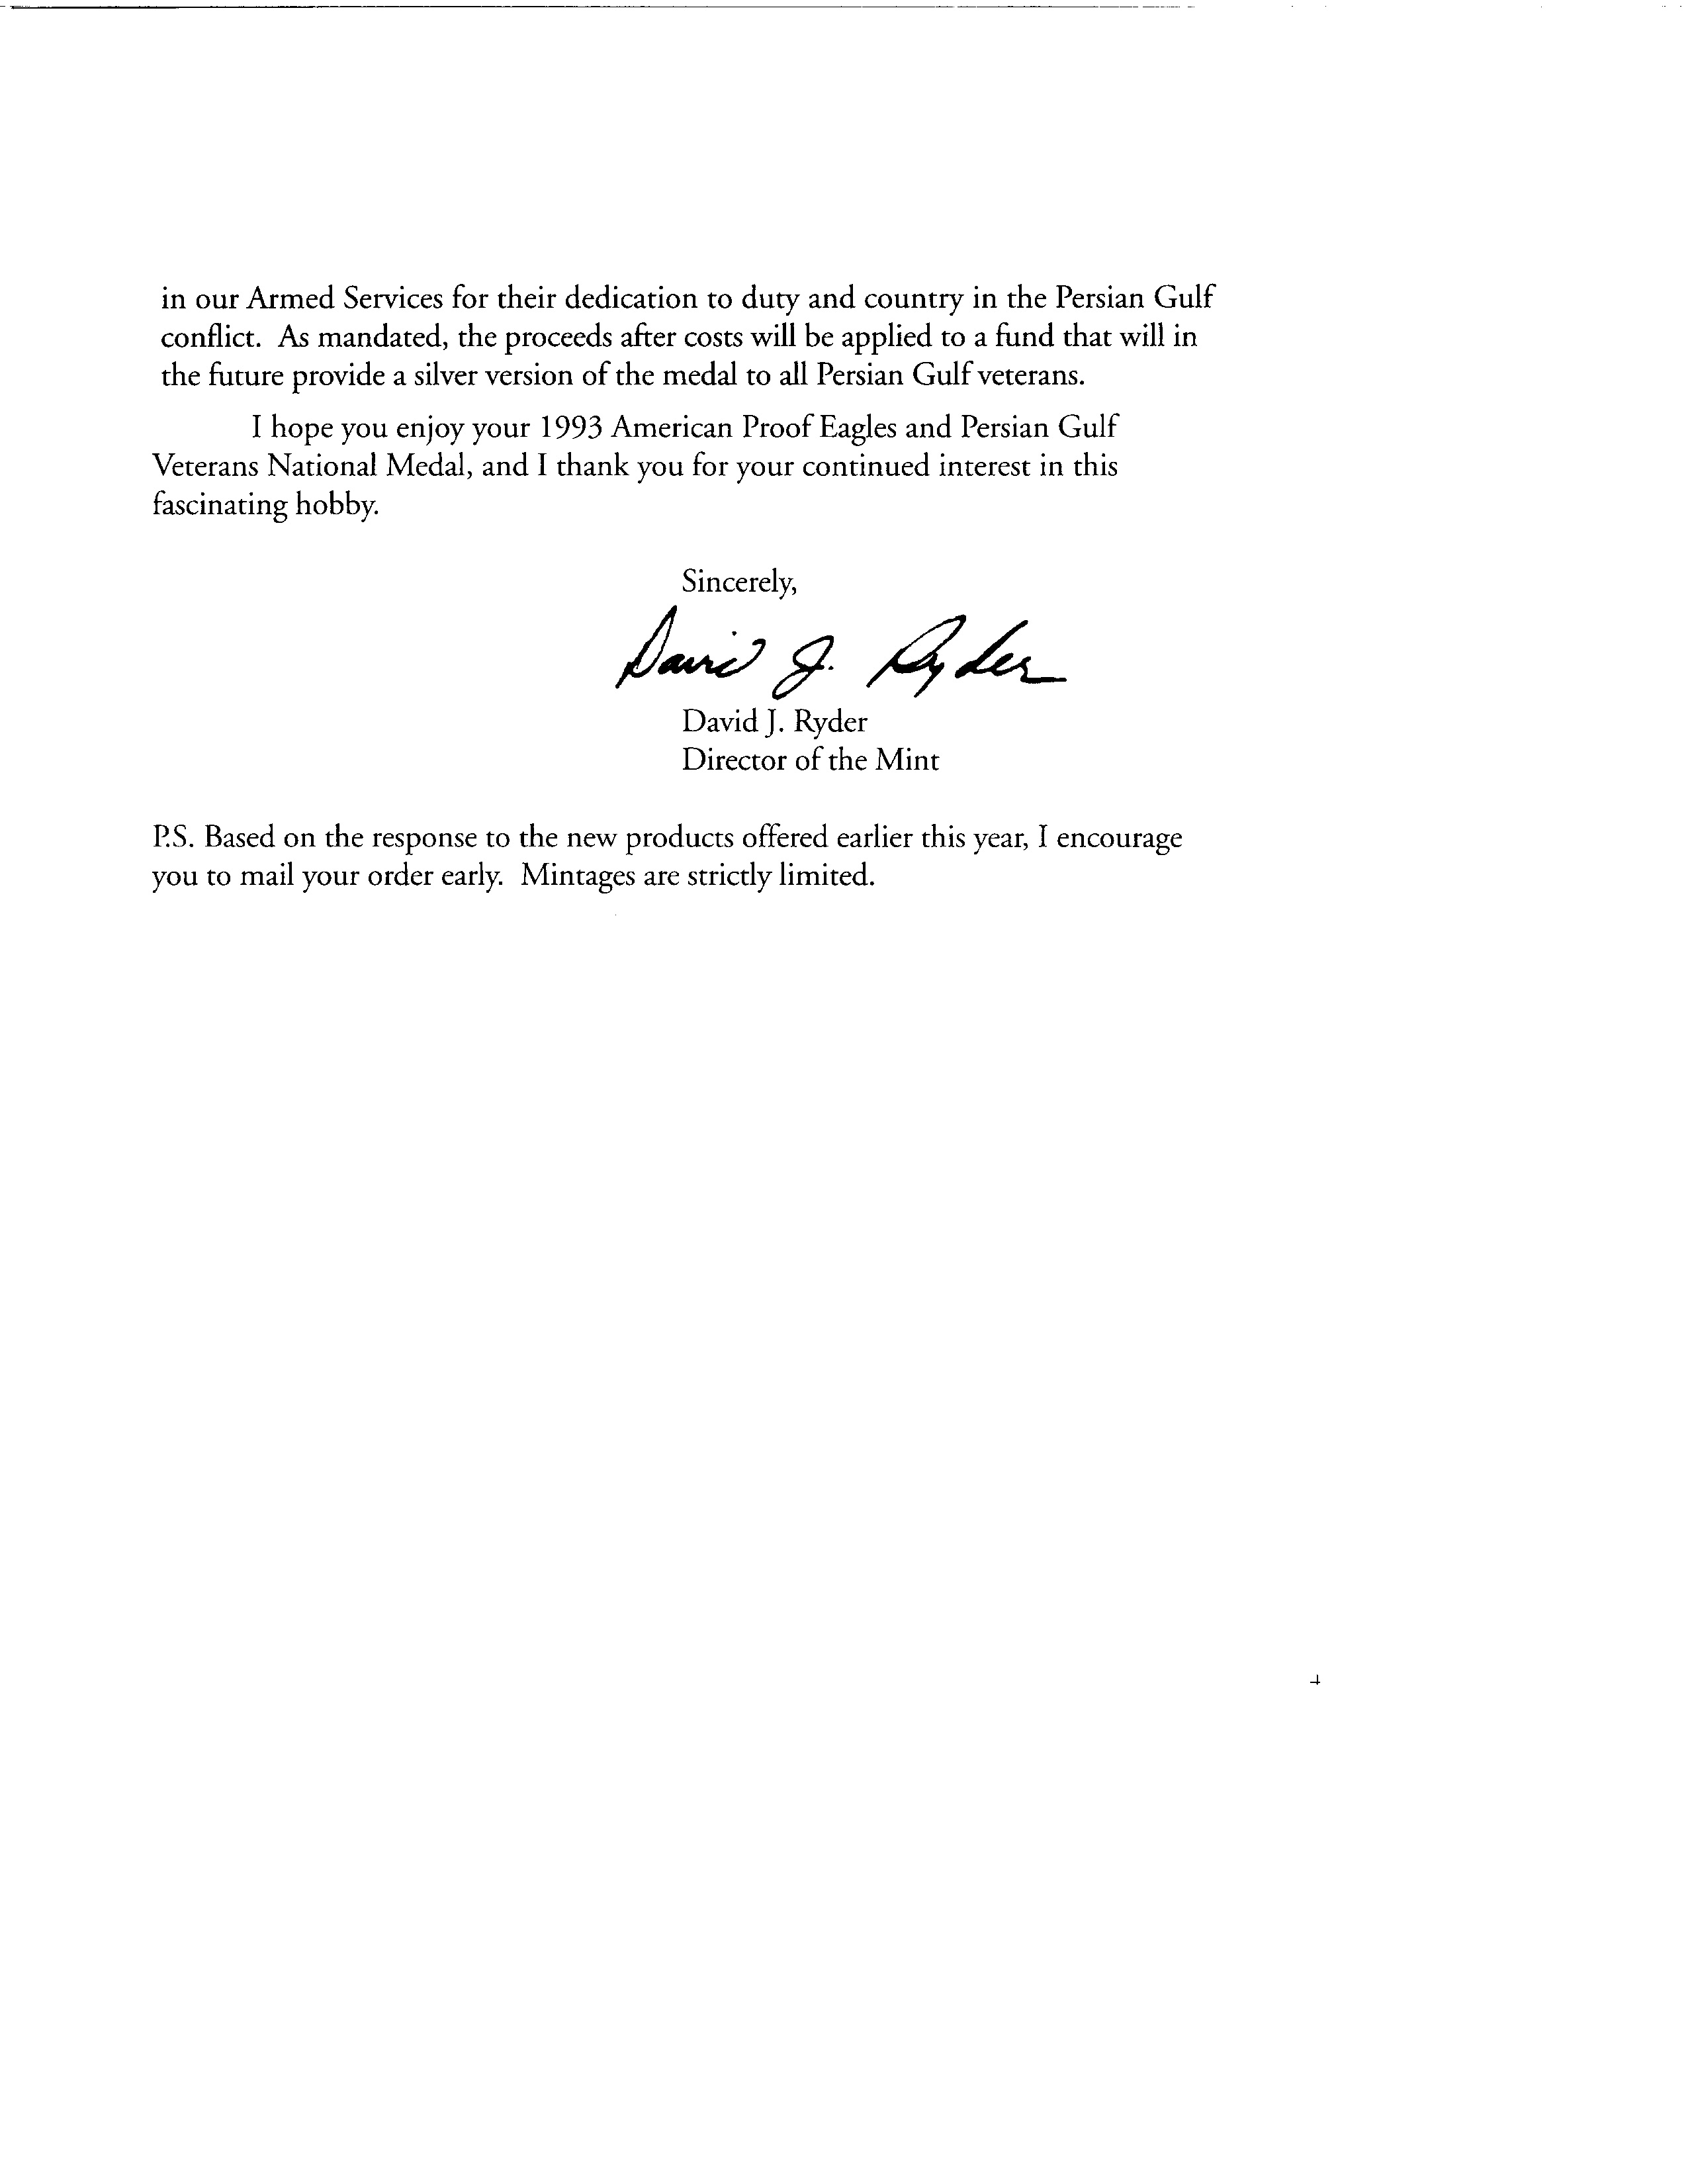 in our Armed Services for their dedication to duty and country in the Persian Gulf
conflict.  As mandated, the proceeds after costs will be applied to a fund that will in
the future provide a silver version of the medal to all Persian Gulf veterans.
I hope you enjoy your 1993 American Proof Eagles and Persian Gulf
Veterans National Medal, and I thank you for your continued interest in this
fascinating hobby.
Sincerely,
David J. Ryder
David J. Ryder
Director of the Mint
P.S. Based on the response to the new products offered earlier this year, I encourage
you to mail your order early.  Mintages are strictly limited.